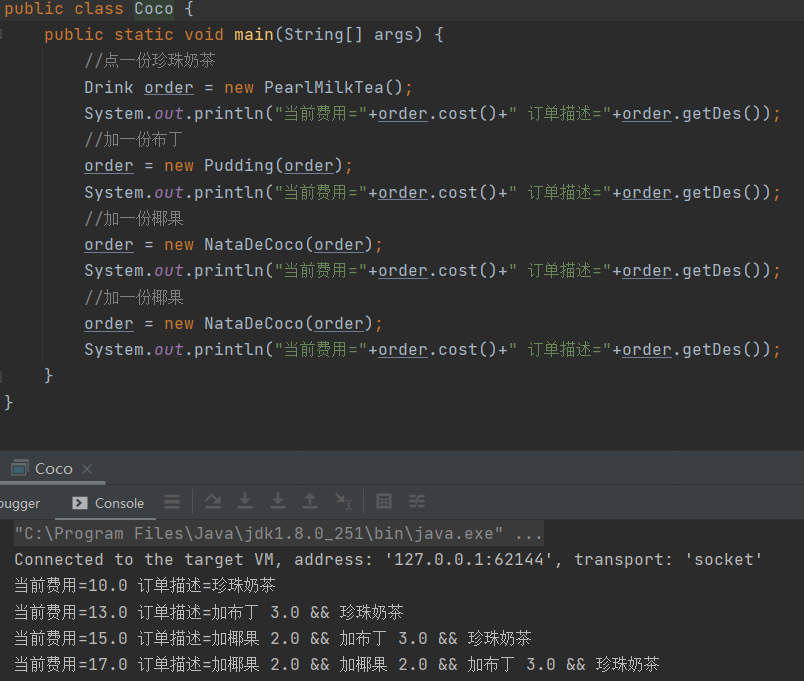 public class Coco {
public static void main(String[] args) {
//点一份珍珠奶茶
Drink order = new PearlMilkTea();
System.out.println("当前费用="+order.cost()+" 订单描述="+order.getDes());
//加一份布丁
order = new Pudding(order);
System.out.println("当前费用="+order.cost()+" 订单描述="+order.getDes());
//加一份椰果
order = new NataDeCoco(order);
System.out.println("当前费用="+order.cost()+" 订单描述="+order.getDes());
//加一份椰果
order = new NataDeCoco(order);
System.out.println("当前费用="+order.cost()+" 订单描述="+order.getDes());
}
}
Coco
bugger Console
"C:\Program Files\Java\jdk1.8.0_251\bin\java.exe" ...
Connected to the target VM, address: '127.0.0.1:62144', transport: 'socket'
当前费用=10.0 订单描述=珍珠奶茶
当前费用=13.0 订单描述=加布丁 3.0 && 珍珠奶茶
当前费用=15.0 订单描述=加椰果 2.0 && 加布丁 3.0 && 珍珠奶茶
当前费用=17.0 订单描述=加椰果 2.0 && 加椰果 2.0 && 加布丁 3.0 && 珍珠奶茶